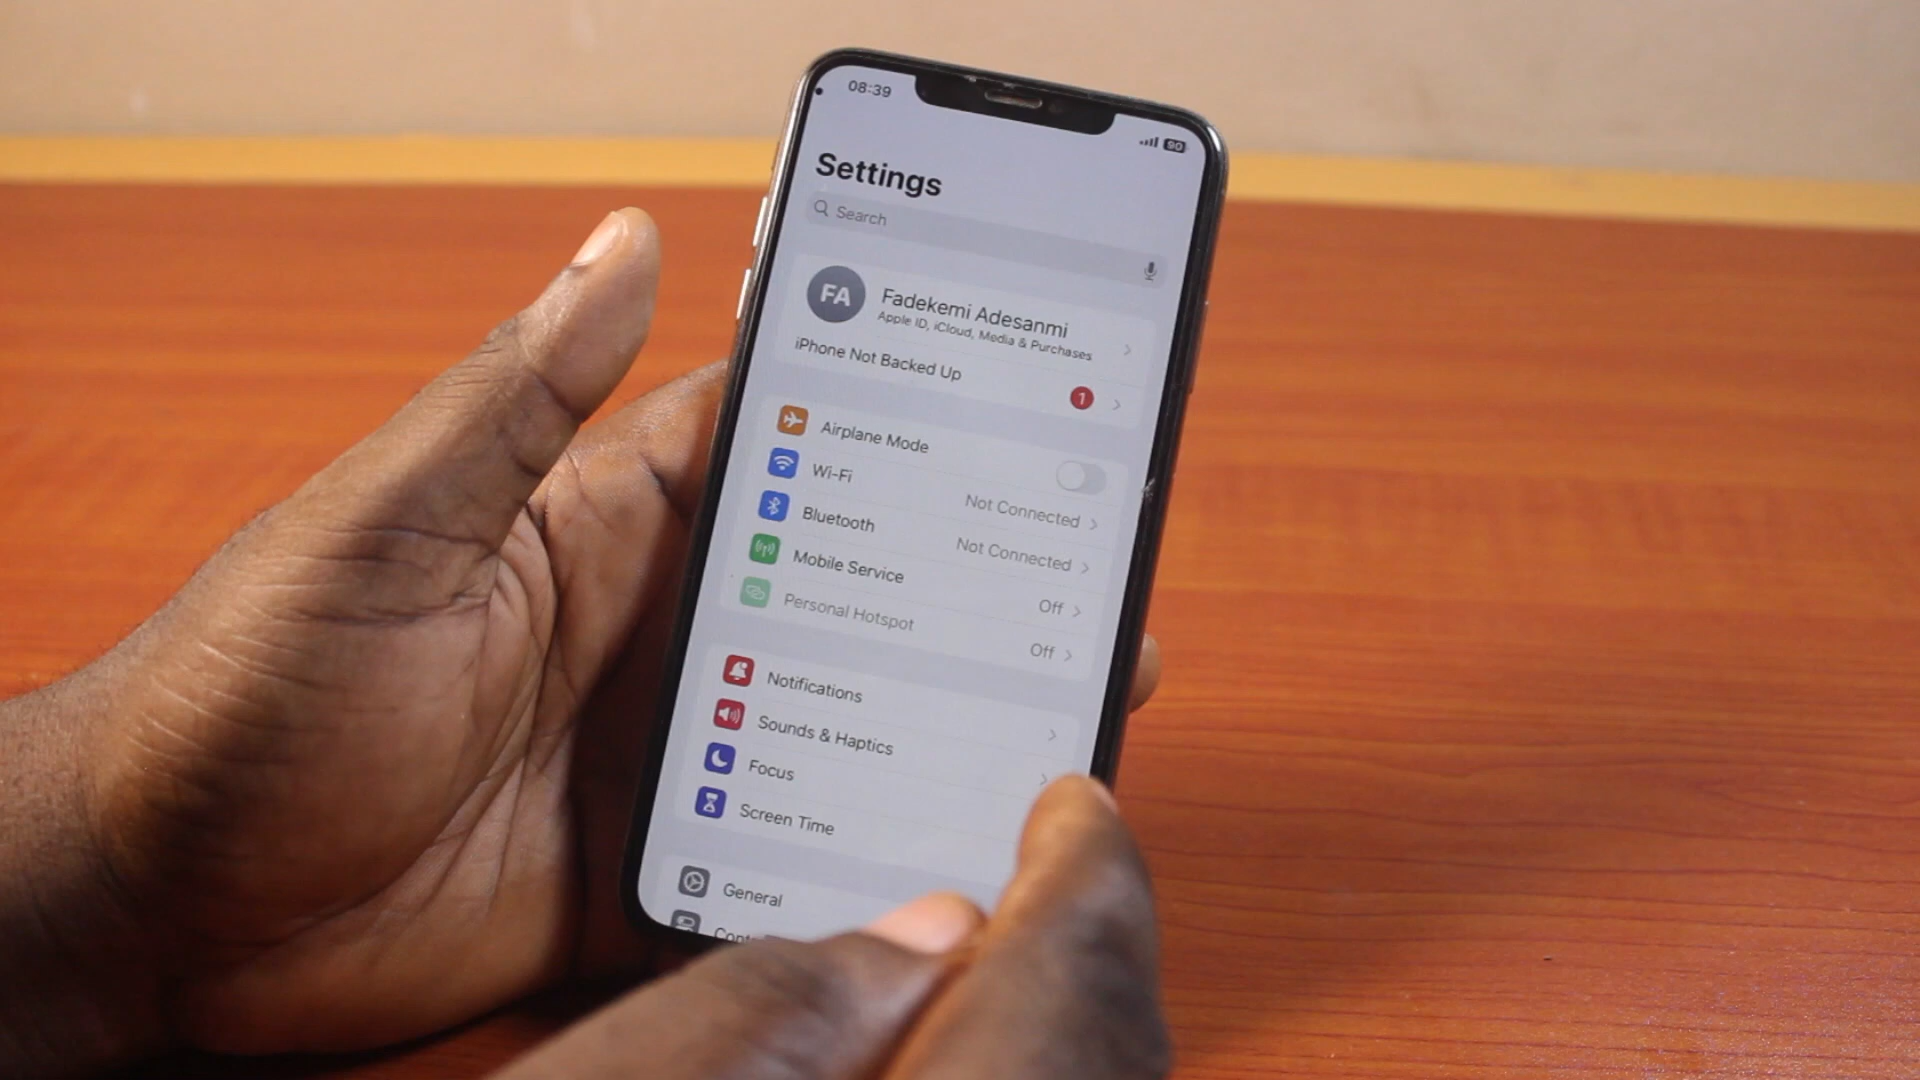 08:39
90
Settings
Search
FA
Fadekemi Adesanmi
Apple ID, iCloud, Media & Purchases
iPhone Not Backed Up
1
Airplane Mode
Wi-Fi
Not Connected
Bluetooth
Not Connected
Mobile Service
Off
Personal Hotspot
Off
Notifications
Sounds & Haptics
Focus
Screen Time
General